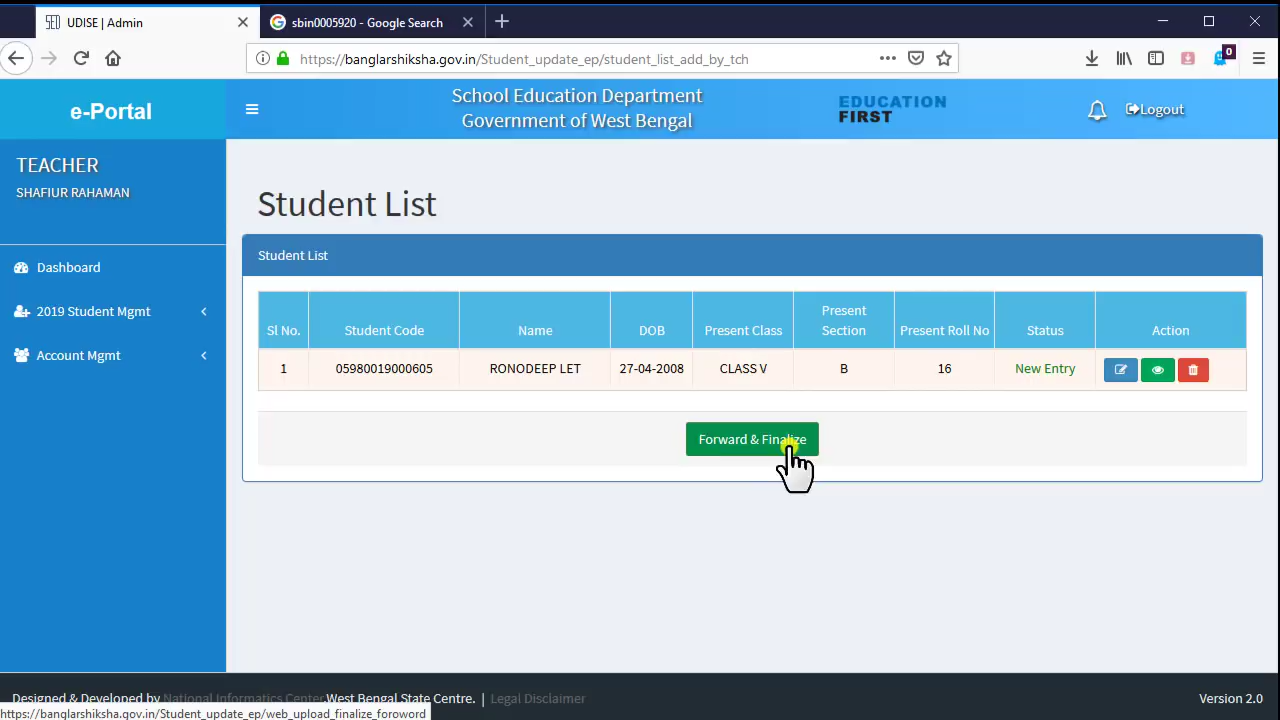 UDISE | Admin
sbin0005920 - Google Search
https://banglarshiksha.gov.in/Student_update_ep/student_list_add_by_tch
0
e-Portal
School Education Department
Government of West Bengal
EDUCATION
FIRST
Logout
TEACHER
SHAFIUR RAHAMAN
Dashboard
2019 Student Mgmt
Account Mgmt
Student List
Student List
Sl No. Student Code Name DOB Present Class Present Section Present Roll No Status Action
1 05980019000605 RONODEEP LET 27-04-2008 CLASS V B 16 New Entry
Forward & Finalize
Designed & Developed by National Informatics Center,West Bengal State Centre. | Legal Disclaimer Version 2.0
https://banglarshiksha.gov.in/Student_update_ep/web_upload_finalize_foroword